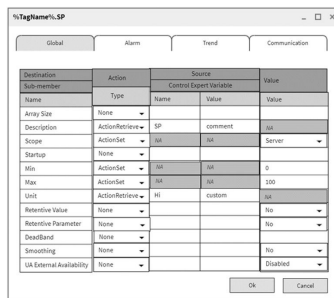 %TagName%.SP
Global Alarm Trend Communication
Destination Action Source Value
Sub-member Control Expert Variable
Name Type Name Value Value
Array Size None
Description ActionRetrieve SP comment NA
Scope ActionSet NA NA Server
Startup None
Min ActionSet NA NA 0
Max ActionSet NA NA 100
Unit ActionRetrieve Hi custom
Retentive Value None No
Retentive Parameter None No
DeadBand None
Smoothing None No
UA External Availability None Disabled
Ok Cancel